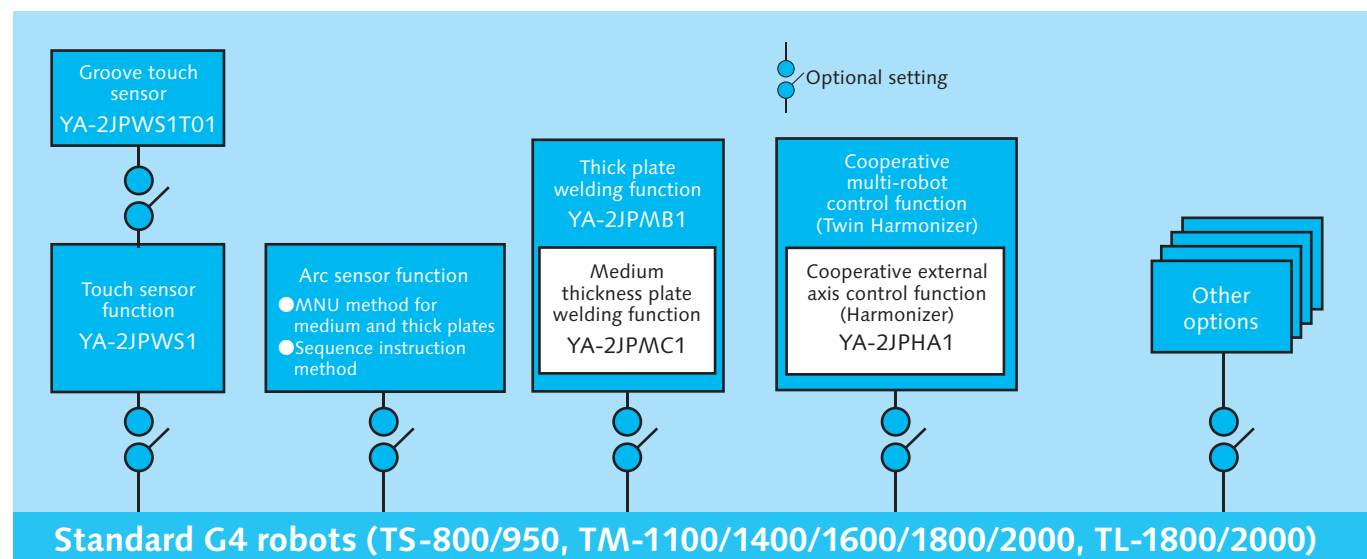 Groove touch
sensor
YA-2JPWS1T01
Optional setting
Touch sensor
function
YA-2JPWS1
Arc sensor function
●MNU method for
medium and thick plates
●Sequence instruction
method
Thick plate
welding function
YA-2JPMB1
Medium
thickness plate
welding function
YA-2JPMC1
Cooperative
multi-robot
control function
(Twin Harmonizer)
Cooperative external
axis control function
(Harmonizer)
YA-2JPHA1
Other
options
Standard G4 robots (TS-800/950, TM-1100/1400/1600/1800/2000, TL-1800/2000)